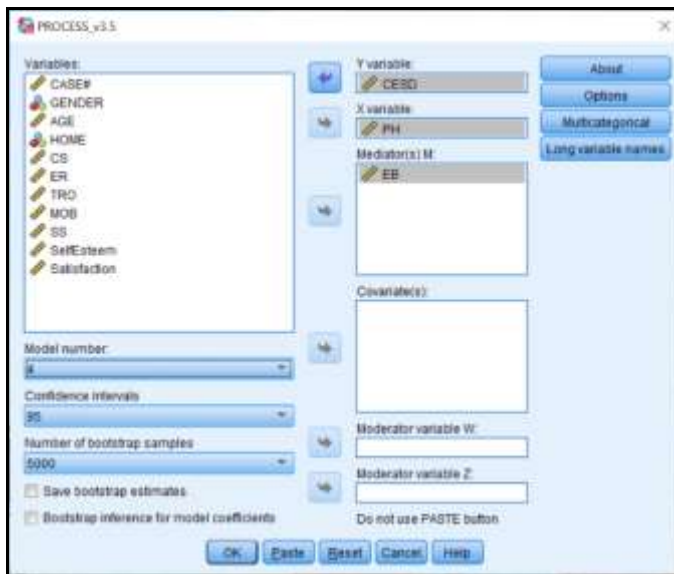 PROCESS_v3.5
Variables:
CASE#
GENDER
AGE
HOME
CS
ER
TRO
MOB
SS
SelfEsteem
Satisfaction
Model number:
4
Confidence intervals
95
Number of bootstrap samples
5000
Save bootstrap estimates
Bootstrap inference for model coefficients
Y variable:
CESD
X variable:
PH
Mediator(s) M:
EB
Covariate(s):
Moderator variable W:
Moderator variable Z:
Do not use PASTE button
About
Options
Multicategorical
Long variable names
OK Paste Reset Cancel Help